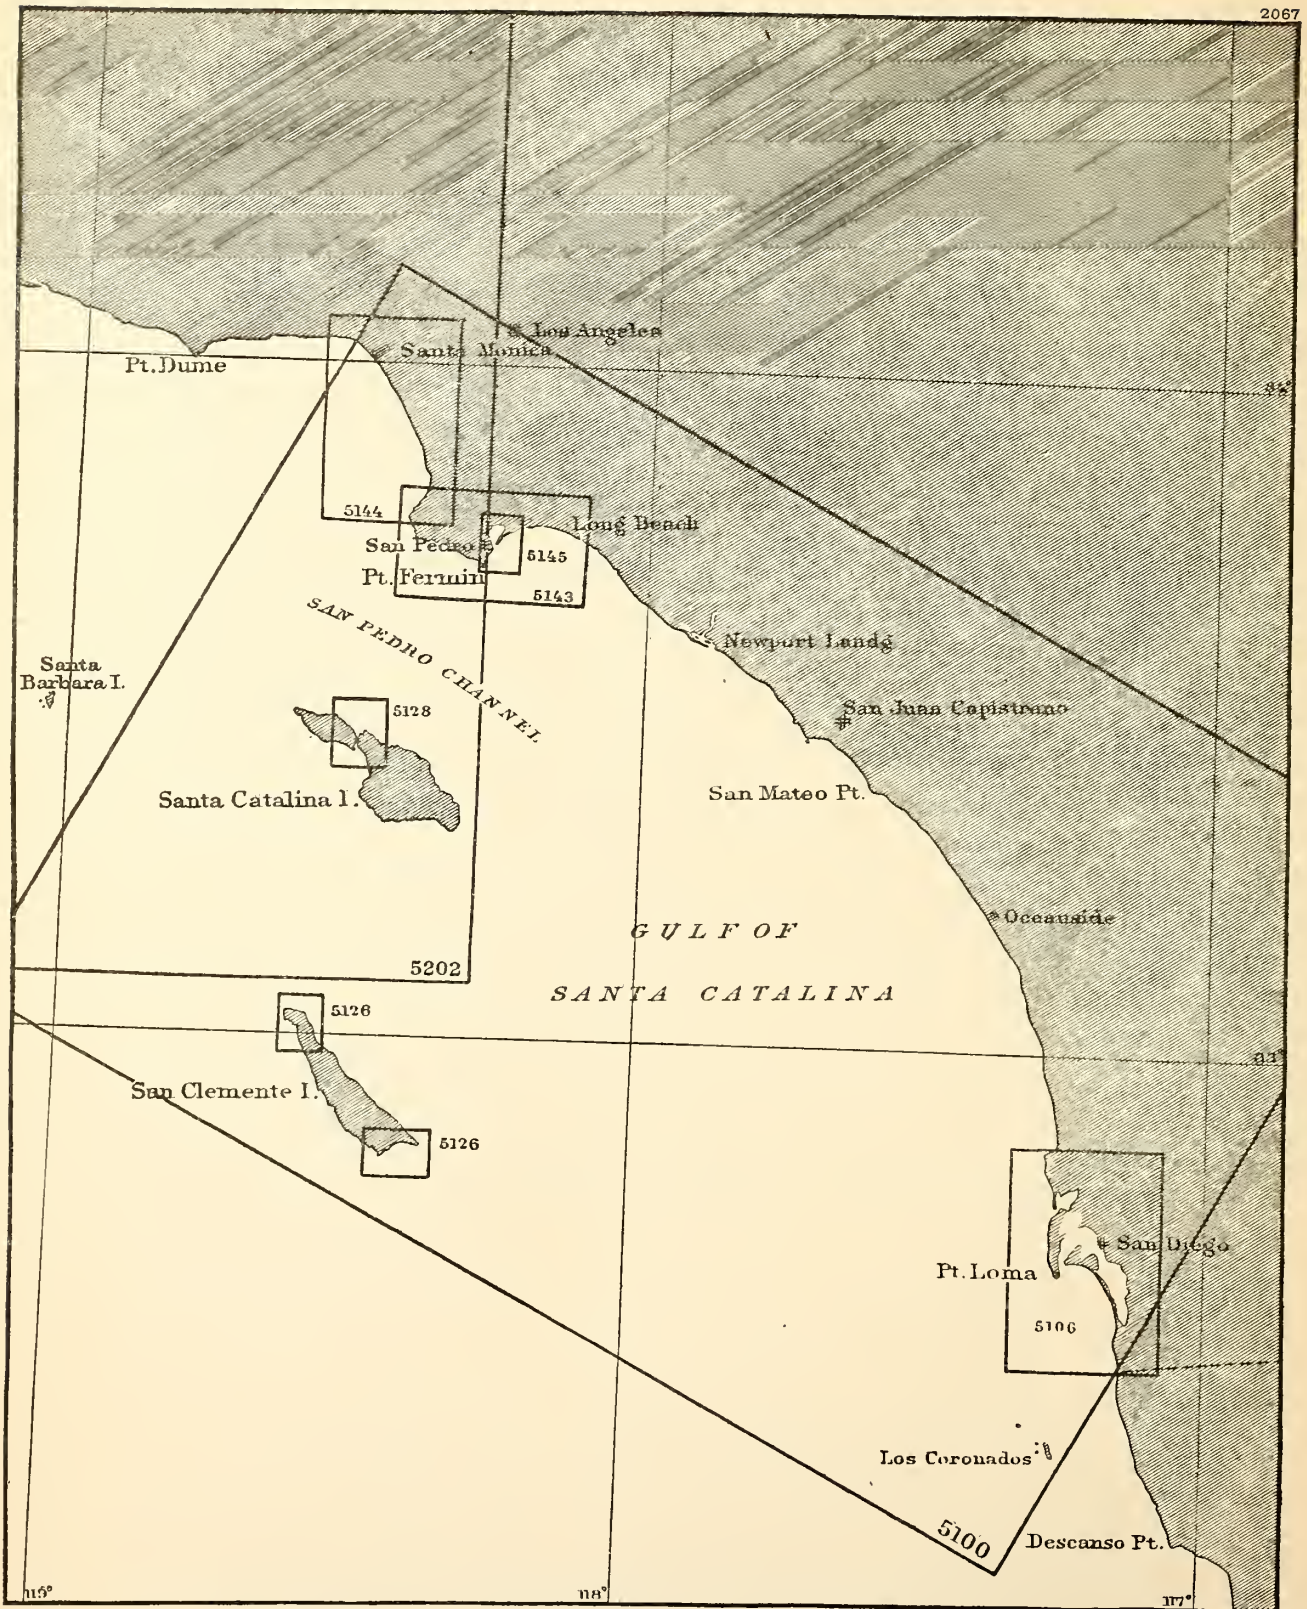 2067
Los Angeles
Santa Monica
Pt. Dume
34°
5144
Long Beach
San Pedro
5145
Pt. Fermin
5143
SAN PEDRO CHANNEL
Newport Landg
Santa
Barbara I.
5128
San Juan Capistrano
Santa Catalina I.
San Mateo Pt.
Oceanside
GULF OF
5202
SANTA CATALINA
5126
33°
San Clemente I.
5126
San Diego
Pt. Loma
5106
Los Coronados
5100
Descanso Pt.
118°
117°